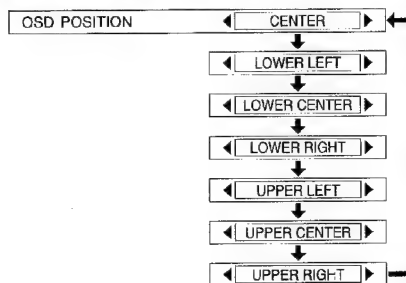 OSD POSITION CENTER
LOWER LEFT
LOWER CENTER
LOWER RIGHT
UPPER LEFT
UPPER CENTER
UPPER RIGHT